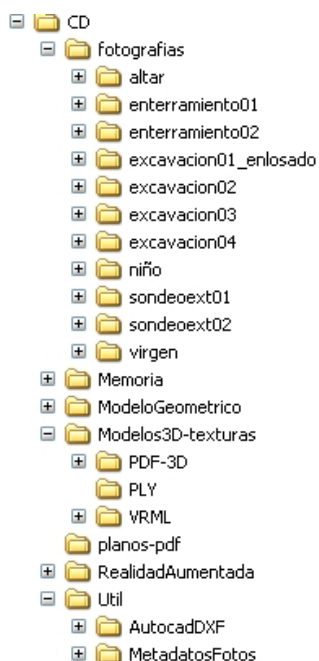 CD
fotografias
altar
enterramiento01
enterramiento02
excavacion01_enlosado
excavacion02
excavacion03
excavacion04
niño
sondeoext01
sondeoext02
virgen
Memoria
ModeloGeometrico
Modelos3D-texturas
PDF-3D
PLY
VRML
planos-pdf
RealidadAumentada
Util
AutocadDXF
MetadatosFotos